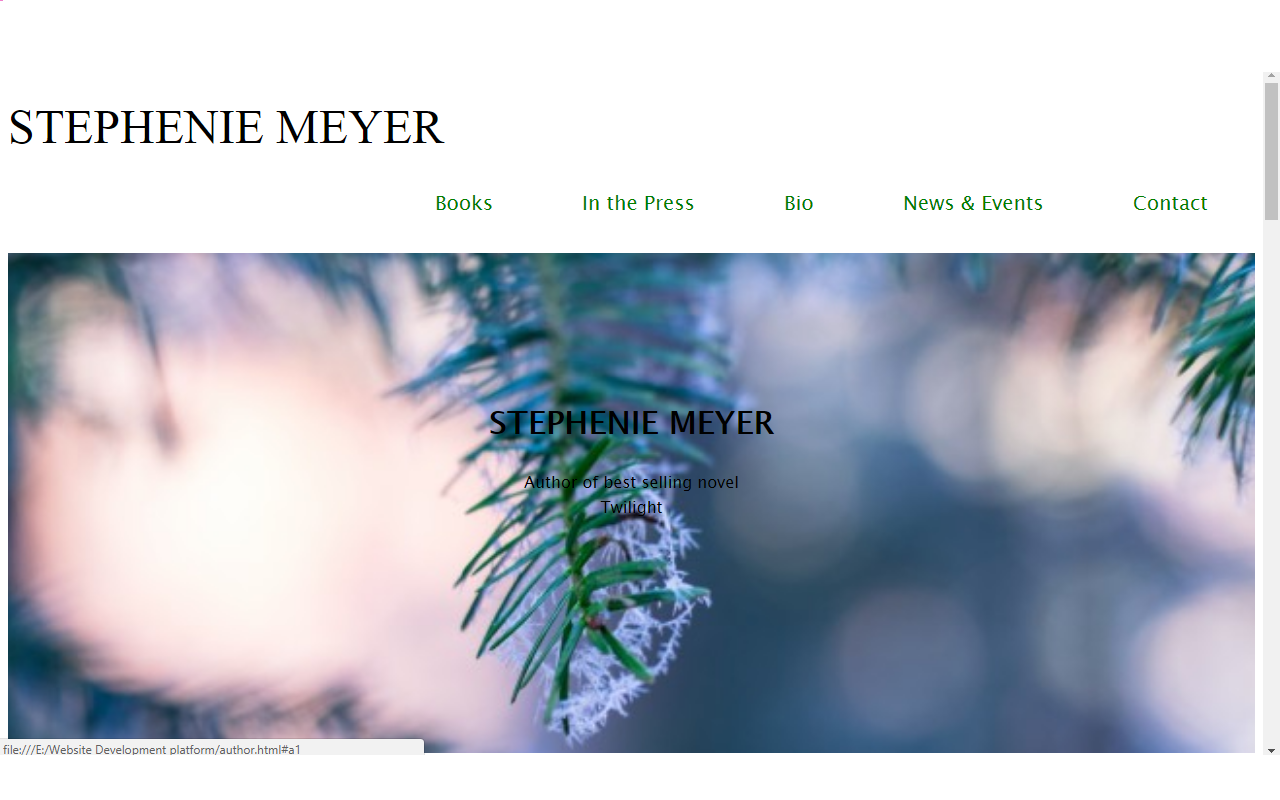 STEPHENIE MEYER
Books In the Press Bio News & Events Contact
STEPHENIE MEYER
Author of best selling novel
Twilight
file:///E:/Website Development platform/author.html#a1